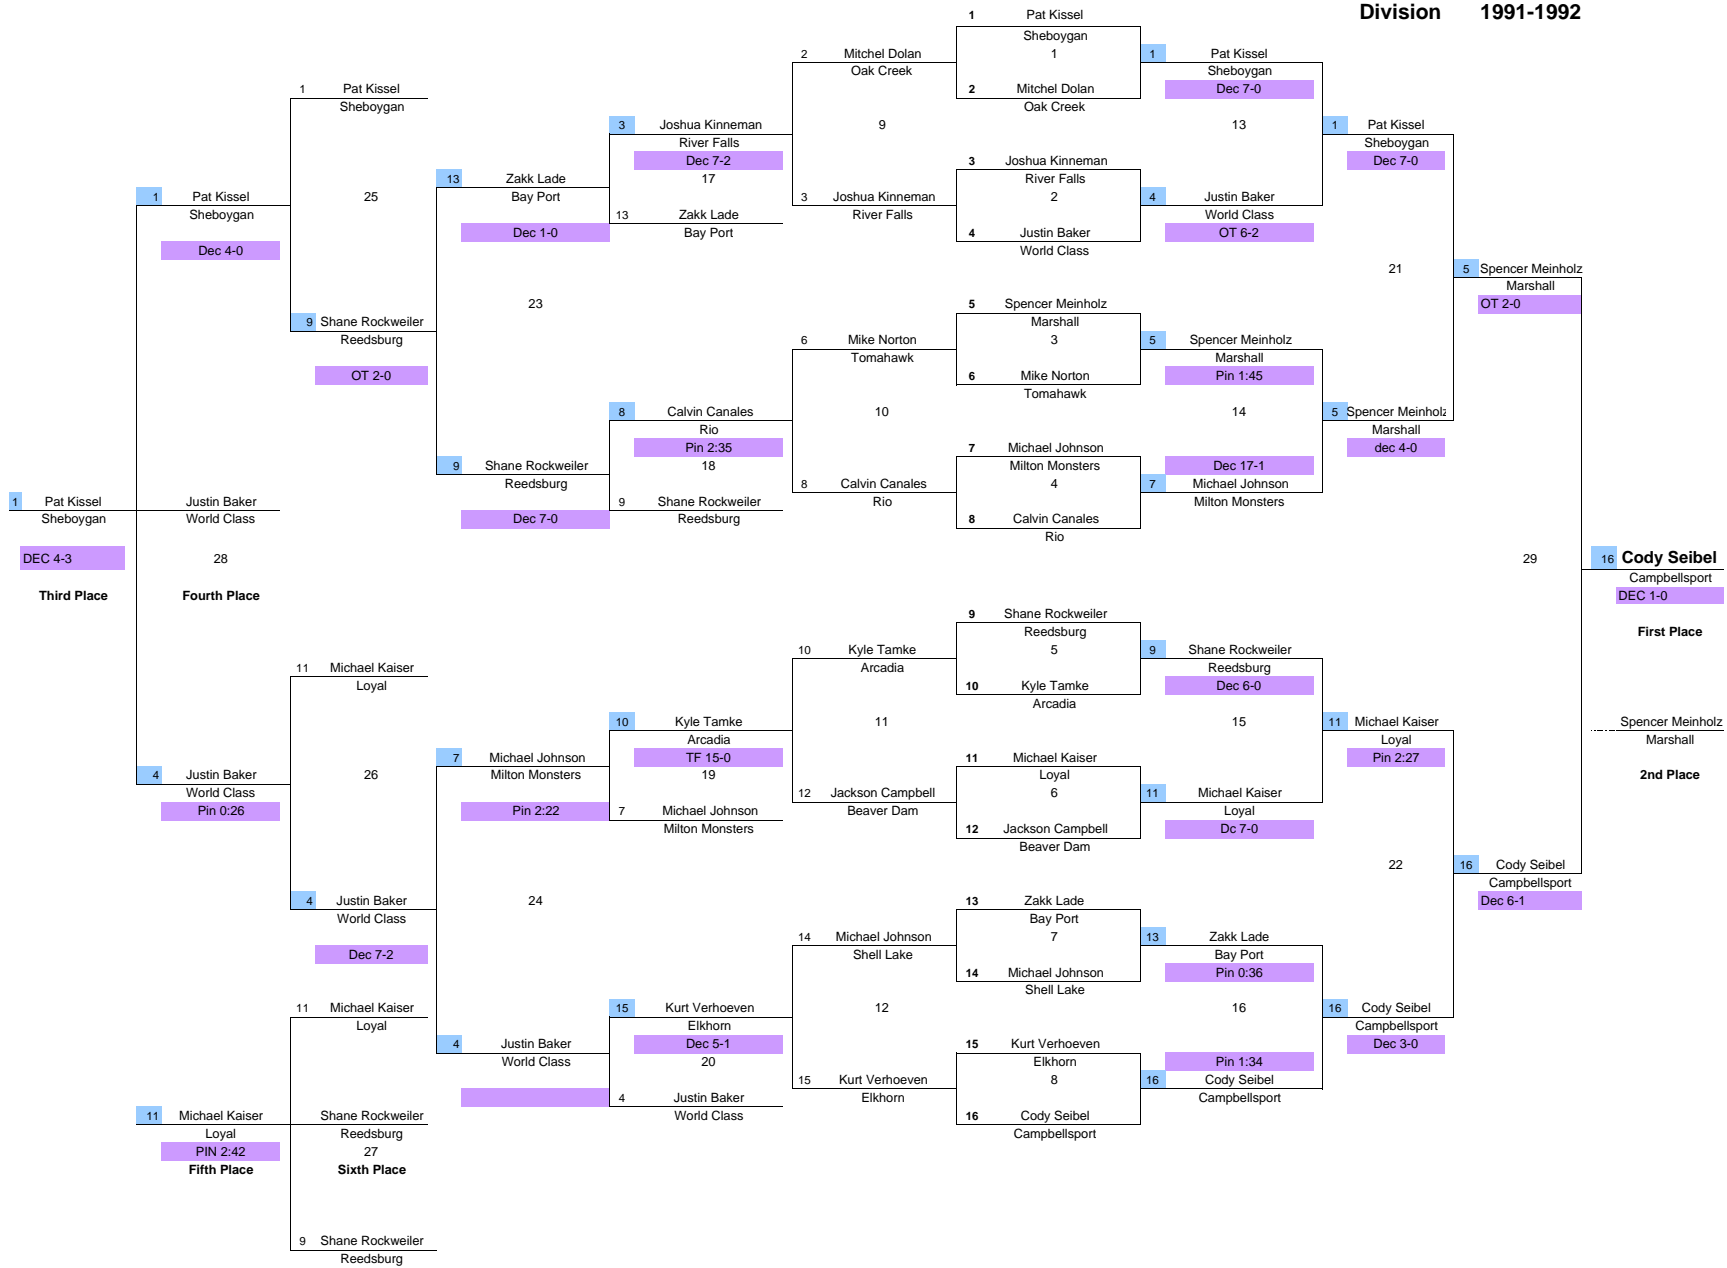 Division 1991-1992
1 Pat Kissel
Sheboygan
1
2 Mitchel Dolan
Oak Creek
3 Joshua Kinneman
River Falls
2
4 Justin Baker
World Class
5 Spencer Meinholz
Marshall
3
6 Mike Norton
Tomahawk
7 Michael Johnson
Milton Monsters
4
8 Calvin Canales
Rio
9 Shane Rockweiler
Reedsburg
5
10 Kyle Tamke
Arcadia
11 Michael Kaiser
Loyal
6
12 Jackson Campbell
Beaver Dam
13 Zakk Lade
Bay Port
7
14 Michael Johnson
Shell Lake
15 Kurt Verhoeven
Elkhorn
8
16 Cody Seibel
Campbellsport
1 Pat Kissel
Sheboygan
Dec 7-0
13
4 Justin Baker
World Class
OT 6-2
5 Spencer Meinholz
Marshall
Pin 1:45
14
Dec 17-1
7 Michael Johnson
Milton Monsters
9 Shane Rockweiler
Reedsburg
Dec 6-0
15
11 Michael Kaiser
Loyal
Dc 7-0
13 Zakk Lade
Bay Port
Pin 0:36
16
Pin 1:34
16 Cody Seibel
Campbellsport
1 Pat Kissel
Sheboygan
Dec 7-0
21
5 Spencer Meinholz
Marshall
dec 4-0
11 Michael Kaiser
Loyal
Pin 2:27
22
16 Cody Seibel
Campbellsport
Dec 3-0
5 Spencer Meinholz
Marshall
OT 2-0
29
16 Cody Seibel
Campbellsport
Dec 6-1
16 Cody Seibel
Campbellsport
DEC 1-0
First Place
Spencer Meinholz
Marshall
2nd Place
2 Mitchel Dolan
Oak Creek
9
3 Joshua Kinneman
River Falls
6 Mike Norton
Tomahawk
10
8 Calvin Canales
Rio
10 Kyle Tamke
Arcadia
11
12 Jackson Campbell
Beaver Dam
14 Michael Johnson
Shell Lake
12
15 Kurt Verhoeven
Elkhorn
3 Joshua Kinneman
River Falls
Dec 7-2
17
13 Zakk Lade
Bay Port
8 Calvin Canales
Rio
Pin 2:35
18
9 Shane Rockweiler
Reedsburg
10 Kyle Tamke
Arcadia
TF 15-0
19
7 Michael Johnson
Milton Monsters
15 Kurt Verhoeven
Elkhorn
Dec 5-1
20
4 Justin Baker
World Class
13 Zakk Lade
Bay Port
Dec 1-0
23
9 Shane Rockweiler
Reedsburg
Dec 7-0
7 Michael Johnson
Milton Monsters
Pin 2:22
24
4 Justin Baker
World Class
1 Pat Kissel
Sheboygan
25
9 Shane Rockweiler
Reedsburg
OT 2-0
11 Michael Kaiser
Loyal
26
4 Justin Baker
World Class
Dec 7-2
1 Pat Kissel
Sheboygan
Dec 4-0
Justin Baker
World Class
28
Fourth Place
4 Justin Baker
World Class
Pin 0:26
1 Pat Kissel
Sheboygan
DEC 4-3
Third Place
11 Michael Kaiser
Loyal
Shane Rockweiler
Reedsburg
27
Sixth Place
9 Shane Rockweiler
Reedsburg
11 Michael Kaiser
Loyal
PIN 2:42
Fifth Place